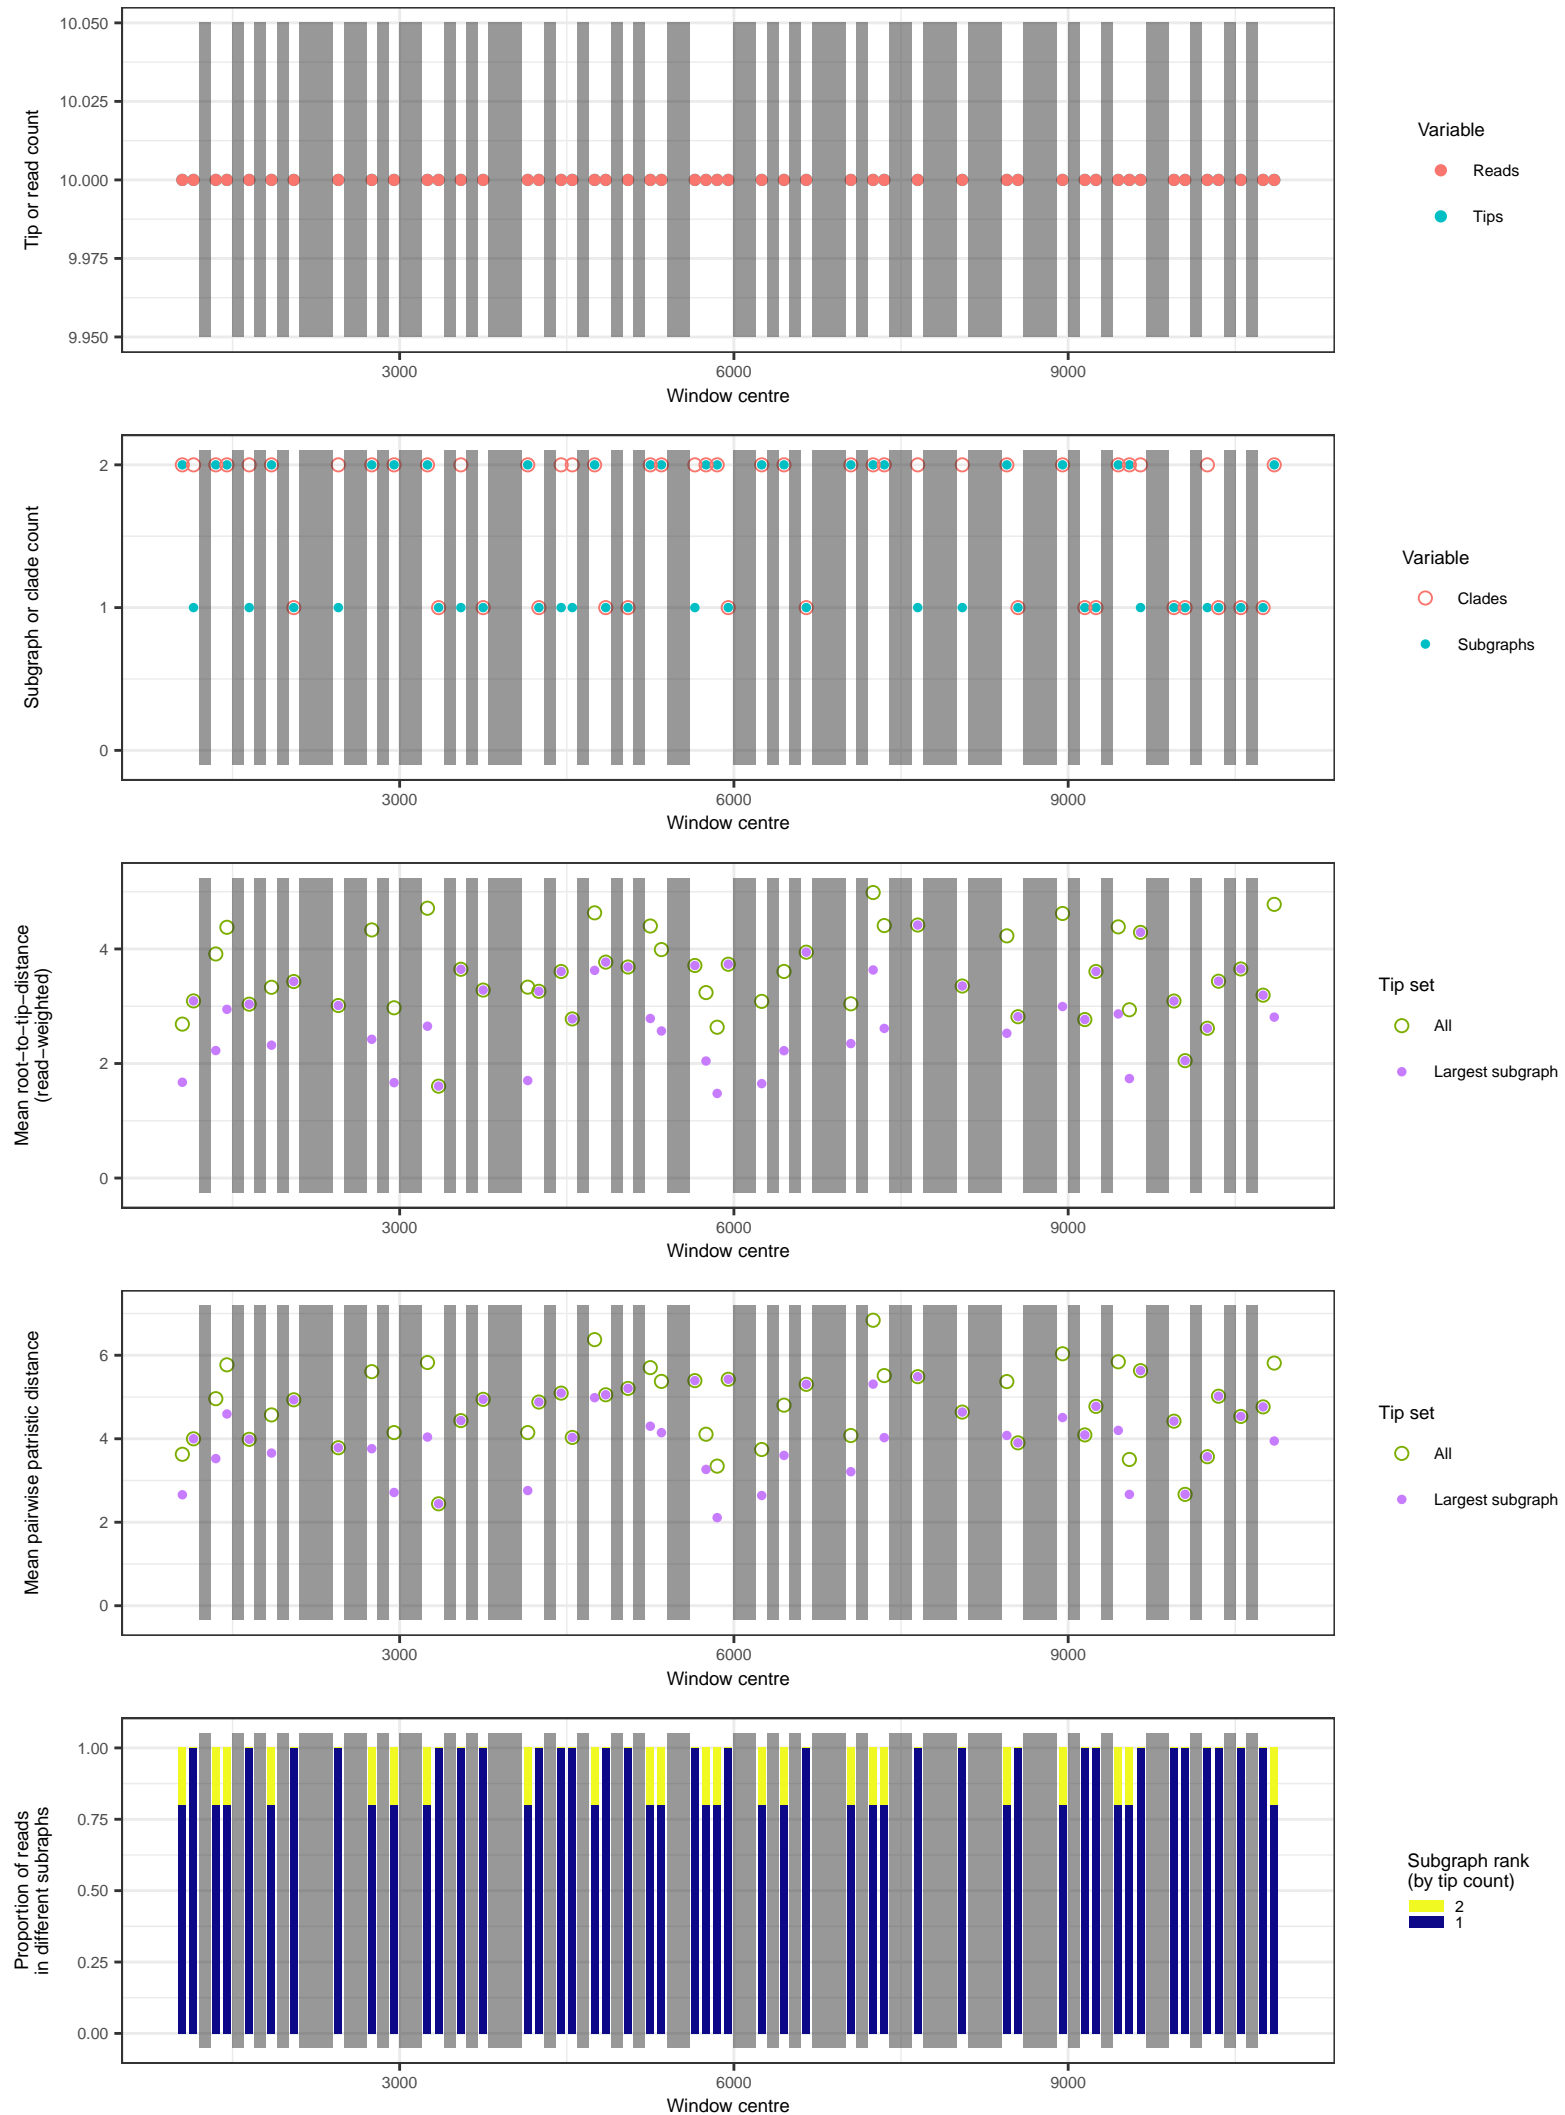 10.050
10.025
10.000
9.975
9.950
Tip or read count
3000
6000
9000
Window centre
Variable
Reads
Tips
2
1
0
Subgraph or clade count
3000
6000
9000
Window centre
Variable
Clades
Subgraphs
4
2
0
Mean root−to−tip−distance
(read−weighted)
3000
6000
9000
Window centre
Tip set
All
Largest subgraph
6
4
2
0
Mean pairwise patristic distance
3000
6000
9000
Window centre
Tip set
All
Largest subgraph
1.00
0.75
0.50
0.25
0.00
Proportion of reads
in different subraphs
3000
6000
9000
Window centre
Subgraph rank
(by tip count)
2
1